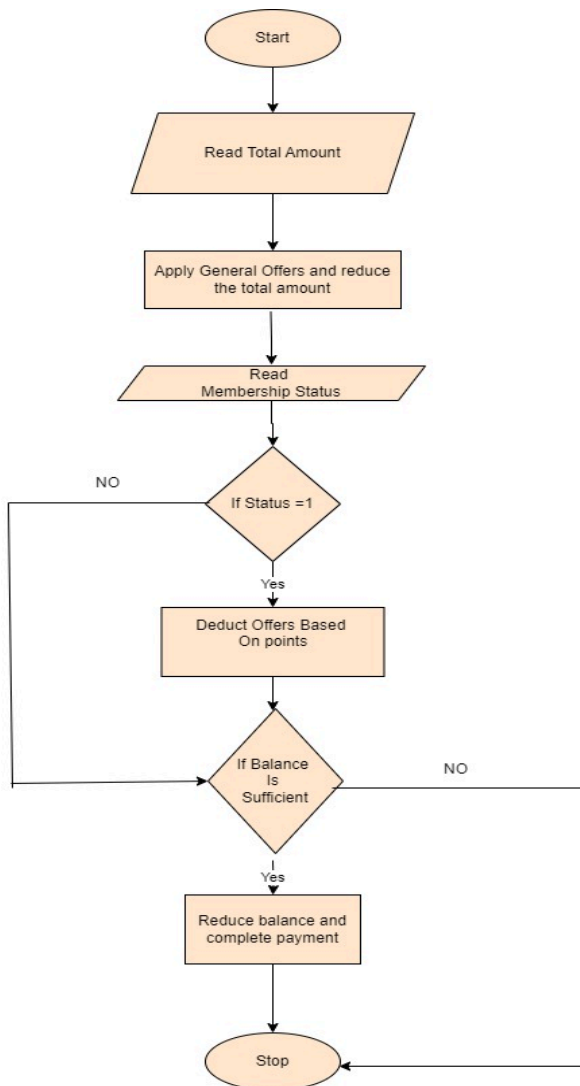 Start
Read Total Amount
Apply General Offers and reduce
the total amount
Read
Membership Status
NO
If Status =1
Yes
Deduct Offers Based
On points
If Balance
Is
Sufficient
NO
Yes
Reduce balance and
complete payment
Stop